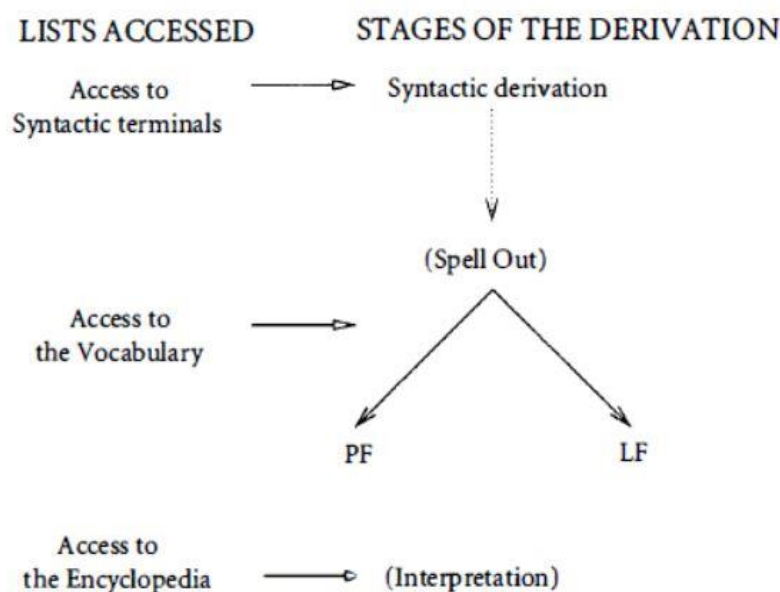 LISTS ACCESSED
STAGES OF THE DERIVATION
Access to
Syntactic terminals
Syntactic derivation
(Spell Out)
Access to
the Vocabulary
PF
LF
Access to
the Encyclopedia
(Interpretation)